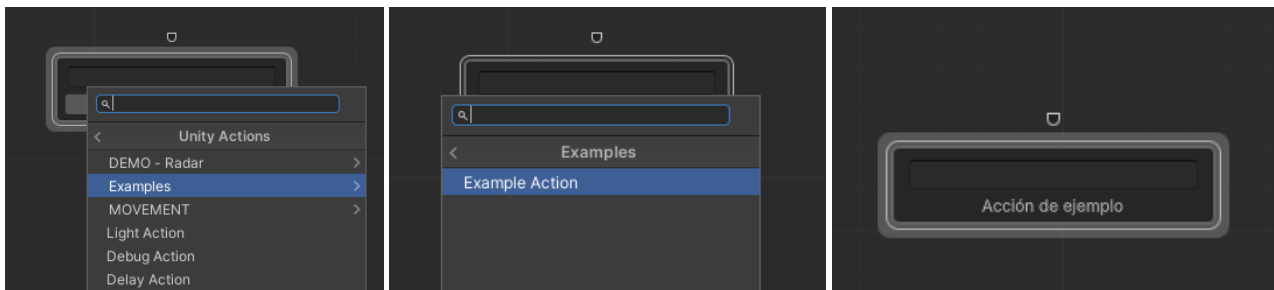 Unity Actions
DEMO - Radar
Examples
MOVEMENT
Light Action
Debug Action
Delay Action
Examples
Example Action
Acción de ejemplo